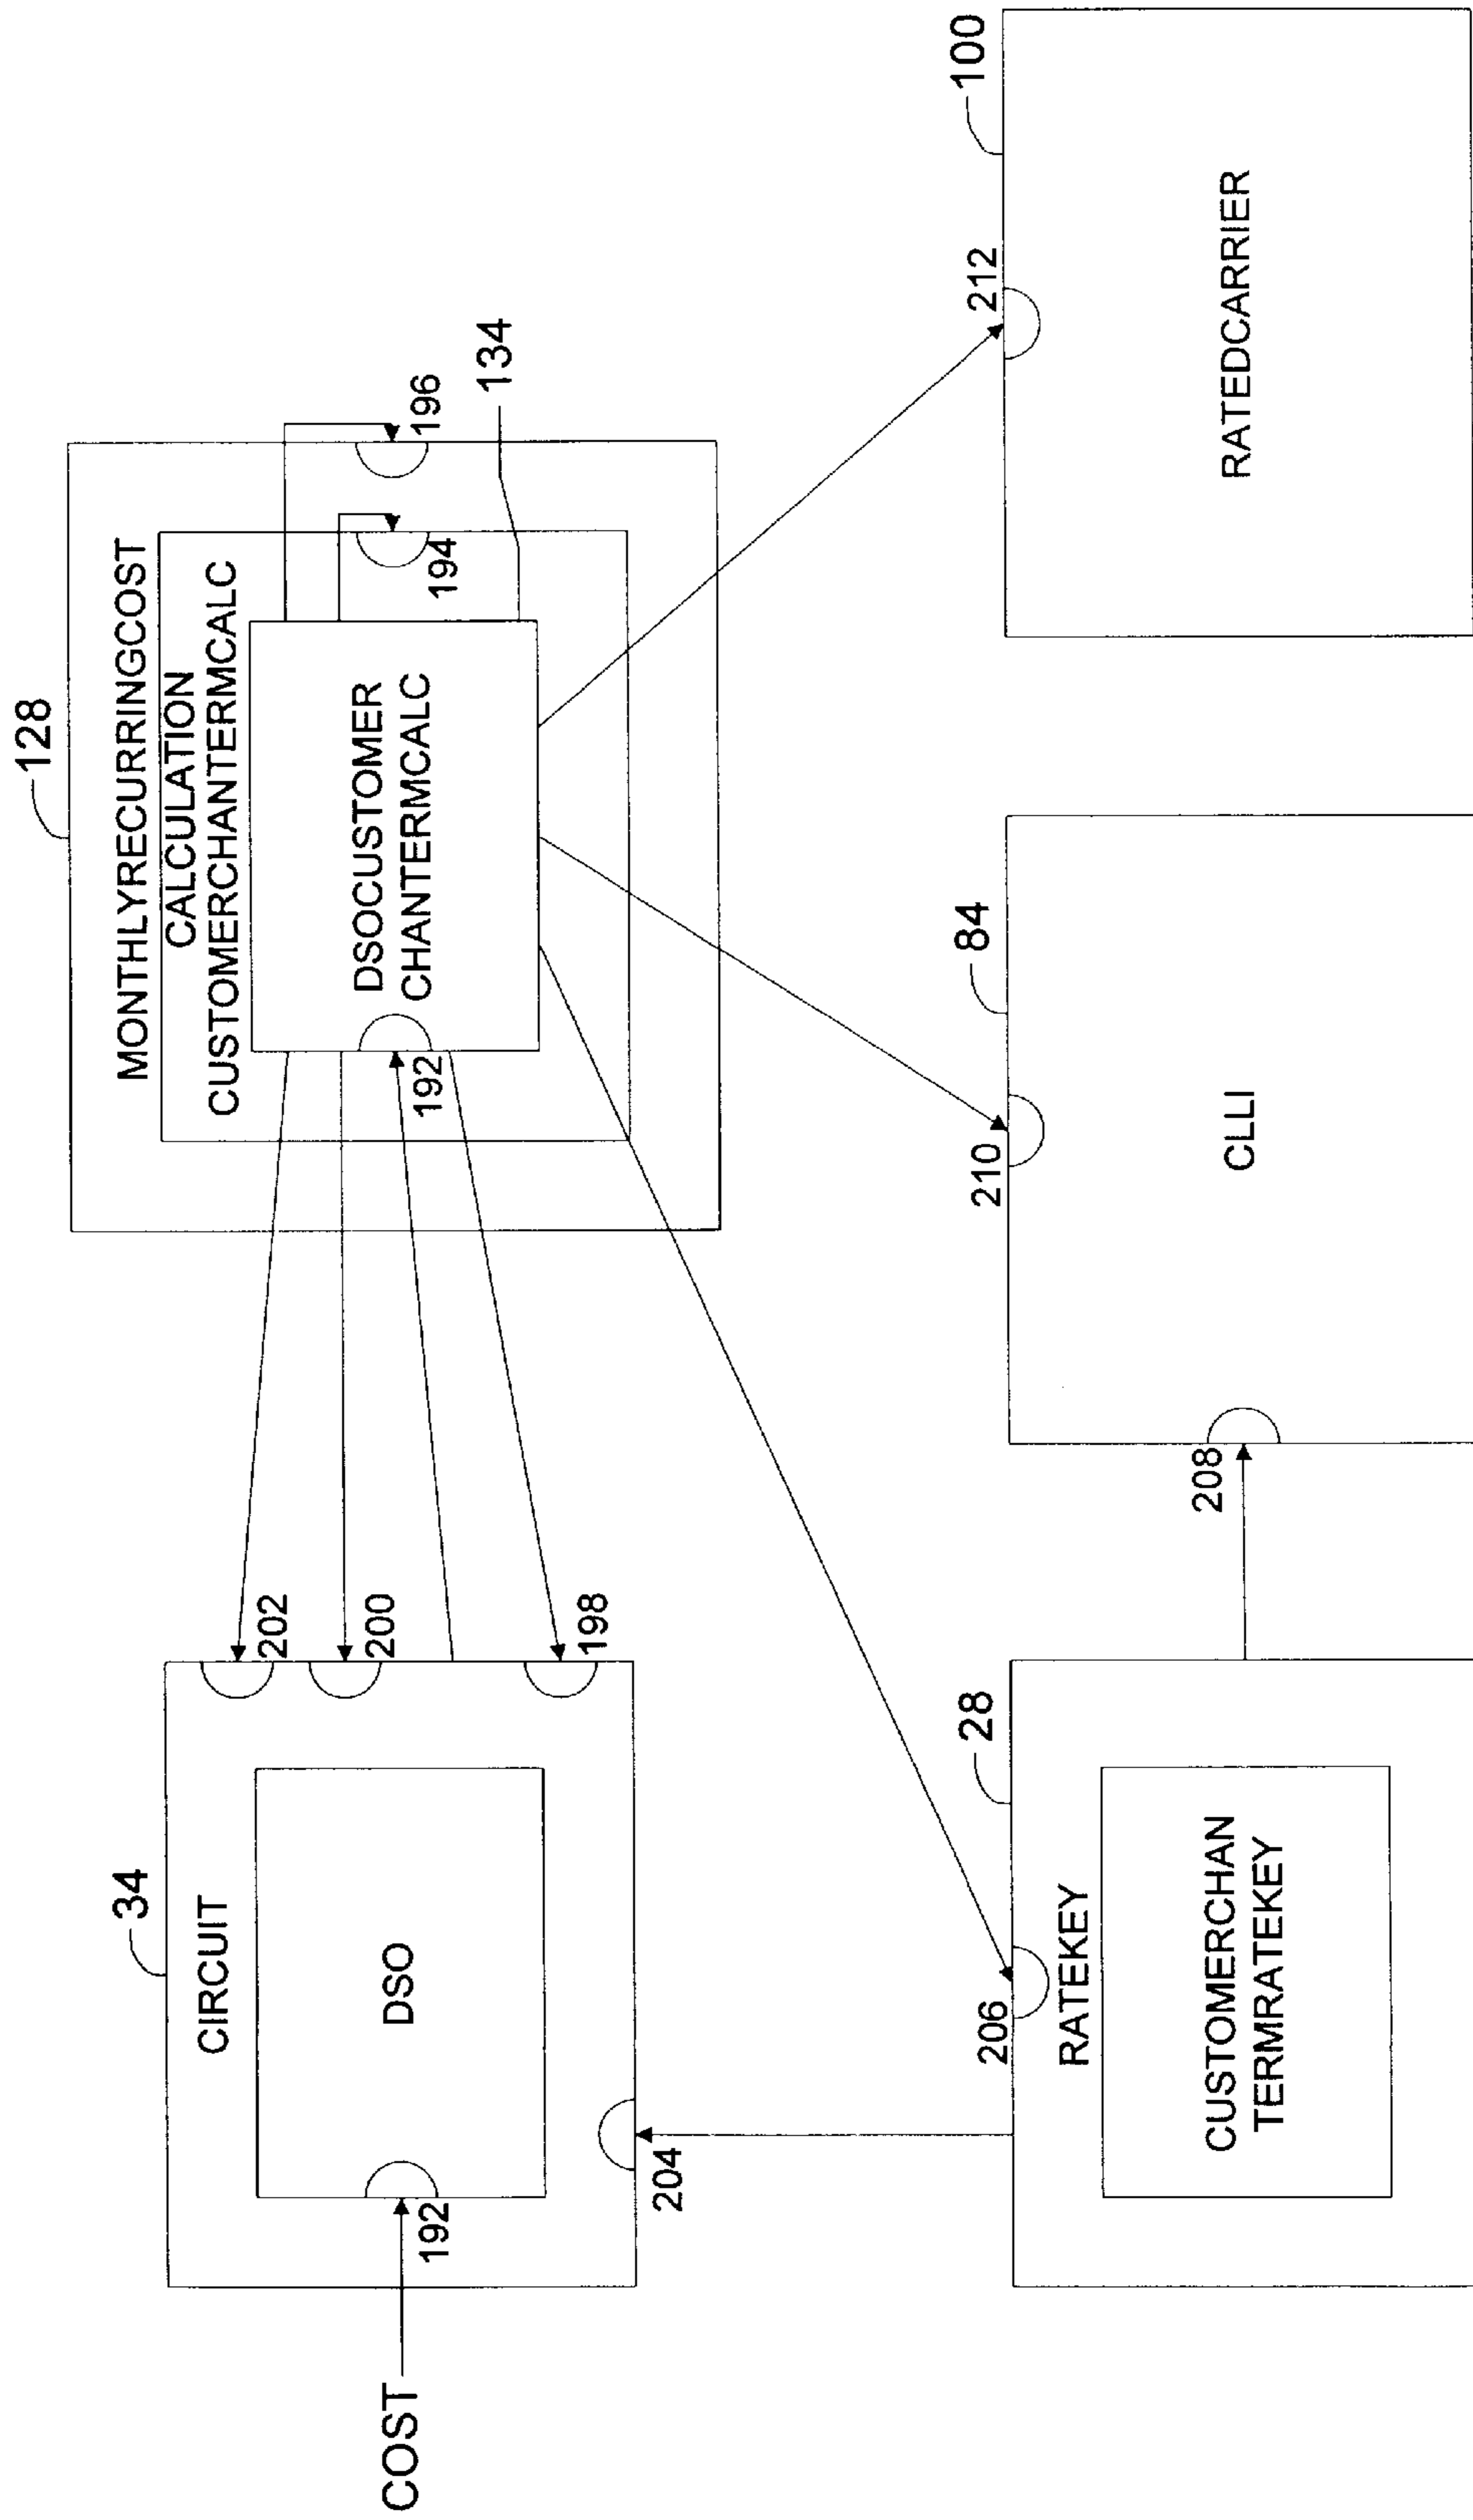 128
MONTHLYRECURRINGCOST
CALCULATION
CUSTOMERCHANTERMCALC
DSOCUSTOMER
CHANTERMCALC
192
194
196
134
34
CIRCUIT
DSO
COST
192
202
200
198
204
28
206
RATEKEY
CUSTOMERCHAN
TERMRATEKEY
84
210
208
CLLI
100
212
RATEDCARRIER